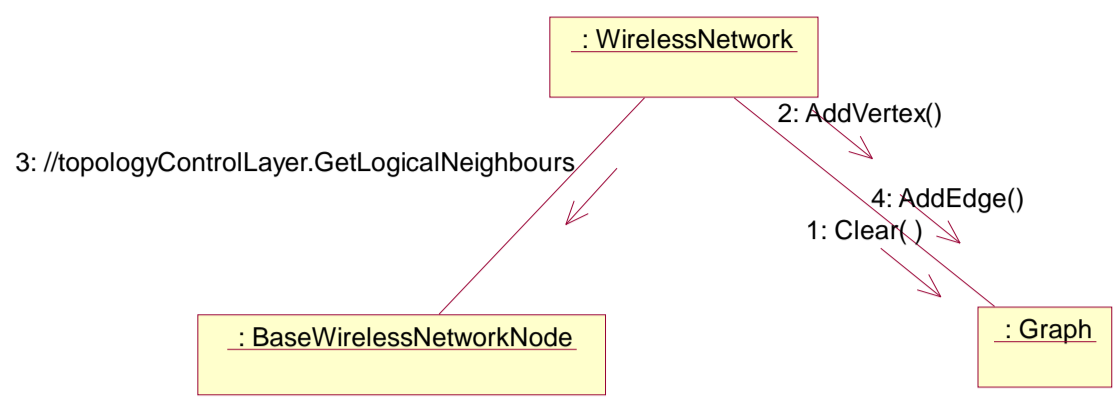 : WirelessNetwork
2: AddVertex()
3: //topologyControlLayer.GetLogicalNeighbours
4: AddEdge()
1: Clear( )
: BaseWirelessNetworkNode
: Graph